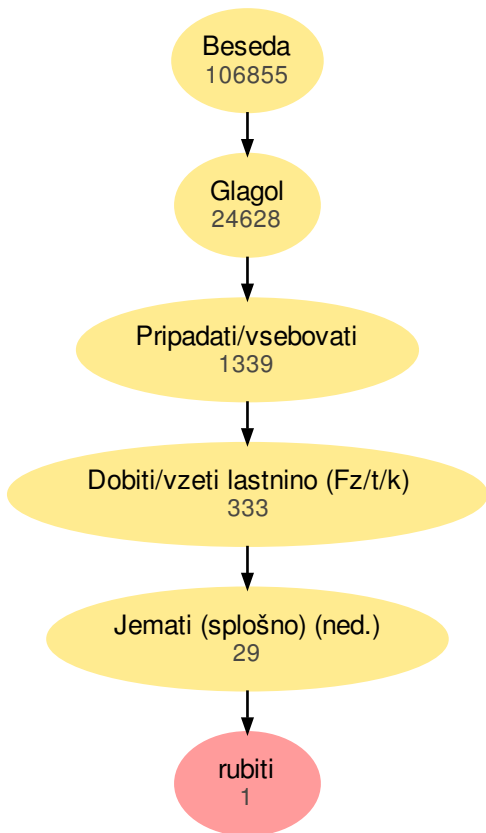 Beseda
106855
Glagol
24628
Pripadati/vsebovati
1339
Dobiti/vzeti lastnino (Fz/t/k)
333
Jemati (splošno) (ned.)
29
rubiti
1